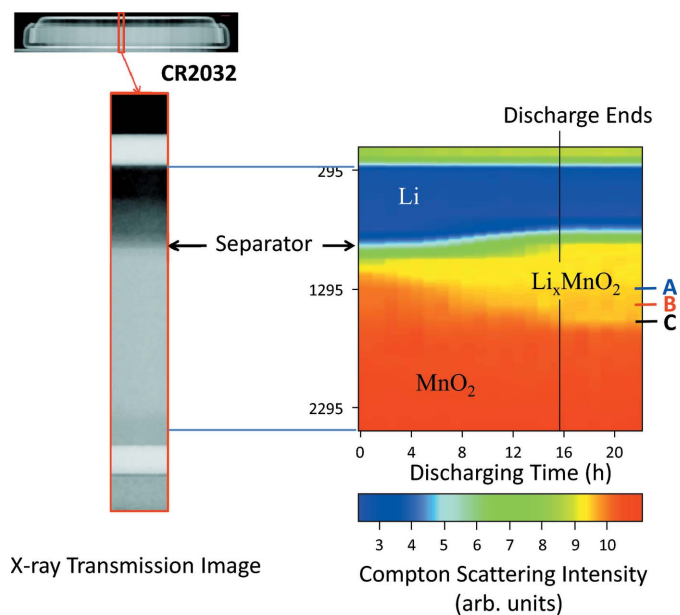 CR2032
Discharge Ends
295
Li
Separator
1295
LiₓMnO₂
A
B
C
MnO₂
2295
0 4 8 12 16 20
Discharging Time (h)
3 4 5 6 7 8 9 10
X-ray Transmission Image
Compton Scattering Intensity
(arb. units)